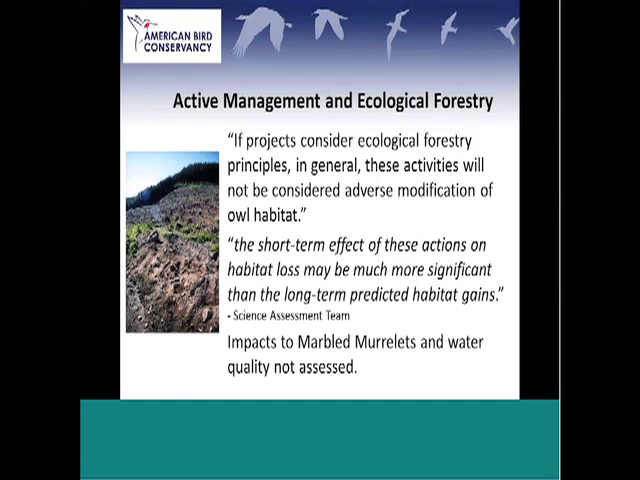 AMERICAN BIRD
CONSERVANCY
Active Management and Ecological Forestry
“If projects consider ecological forestry
principles, in general, these activities will
not be considered adverse modification of
owl habitat.”
“the short-term effect of these actions on
habitat loss may be much more significant
than the long-term predicted habitat gains.”
- Science Assessment Team
Impacts to Marbled Murrelets and water
quality not assessed.